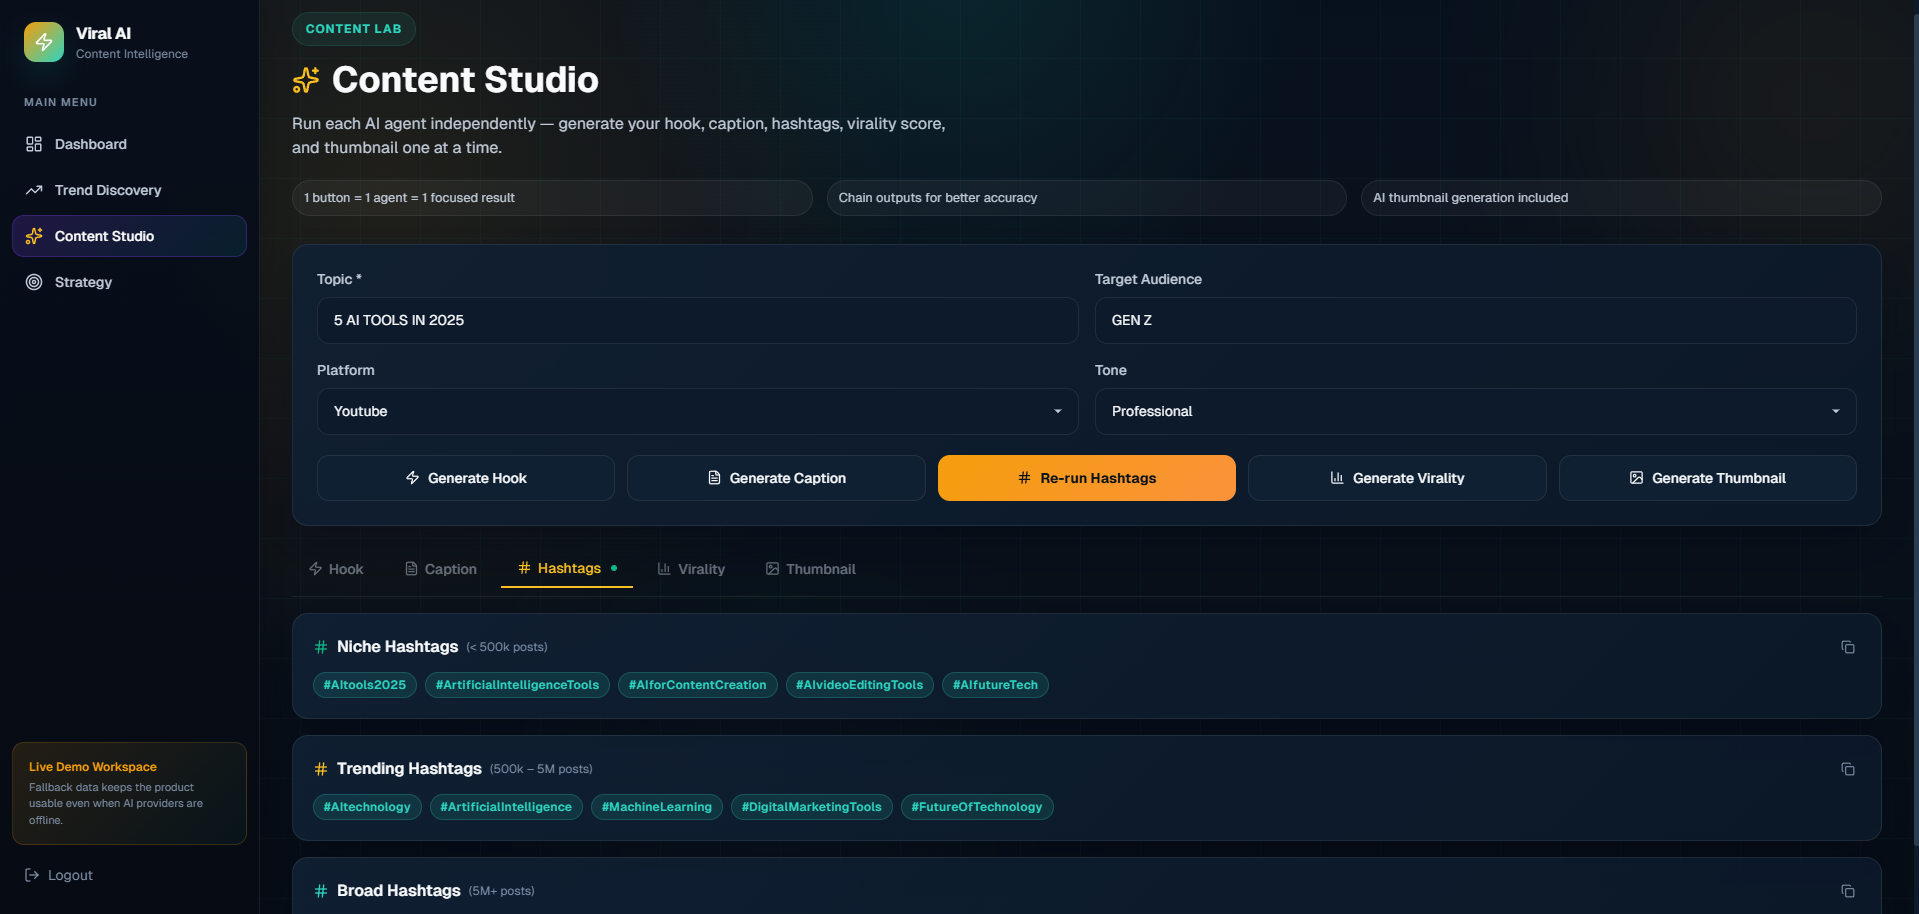 Viral AI
Content Intelligence
MAIN MENU
Dashboard
Trend Discovery
Content Studio
Strategy
Live Demo Workspace
Fallback data keeps the product
usable even when AI providers are
offline.
Logout
CONTENT LAB
Content Studio
Run each AI agent independently — generate your hook, caption, hashtags, virality score,
and thumbnail one at a time.
1 button = 1 agent = 1 focused result
Chain outputs for better accuracy
AI thumbnail generation included
Topic *
Target Audience
5 AI TOOLS IN 2025
GEN Z
Platform
Tone
Youtube
Professional
Generate Hook
Generate Caption
Re-run Hashtags
Generate Virality
Generate Thumbnail
Hook
Caption
Hashtags
Virality
Thumbnail
Niche Hashtags (< 500k posts)
#AItools2025 #ArtificialIntelligenceTools #AIforContentCreation #AIvideoEditingTools #AIfutureTech
Trending Hashtags (500k – 5M posts)
#AItechnology #ArtificialIntelligence #MachineLearning #DigitalMarketingTools #FutureOfTechnology
Broad Hashtags (5M+ posts)